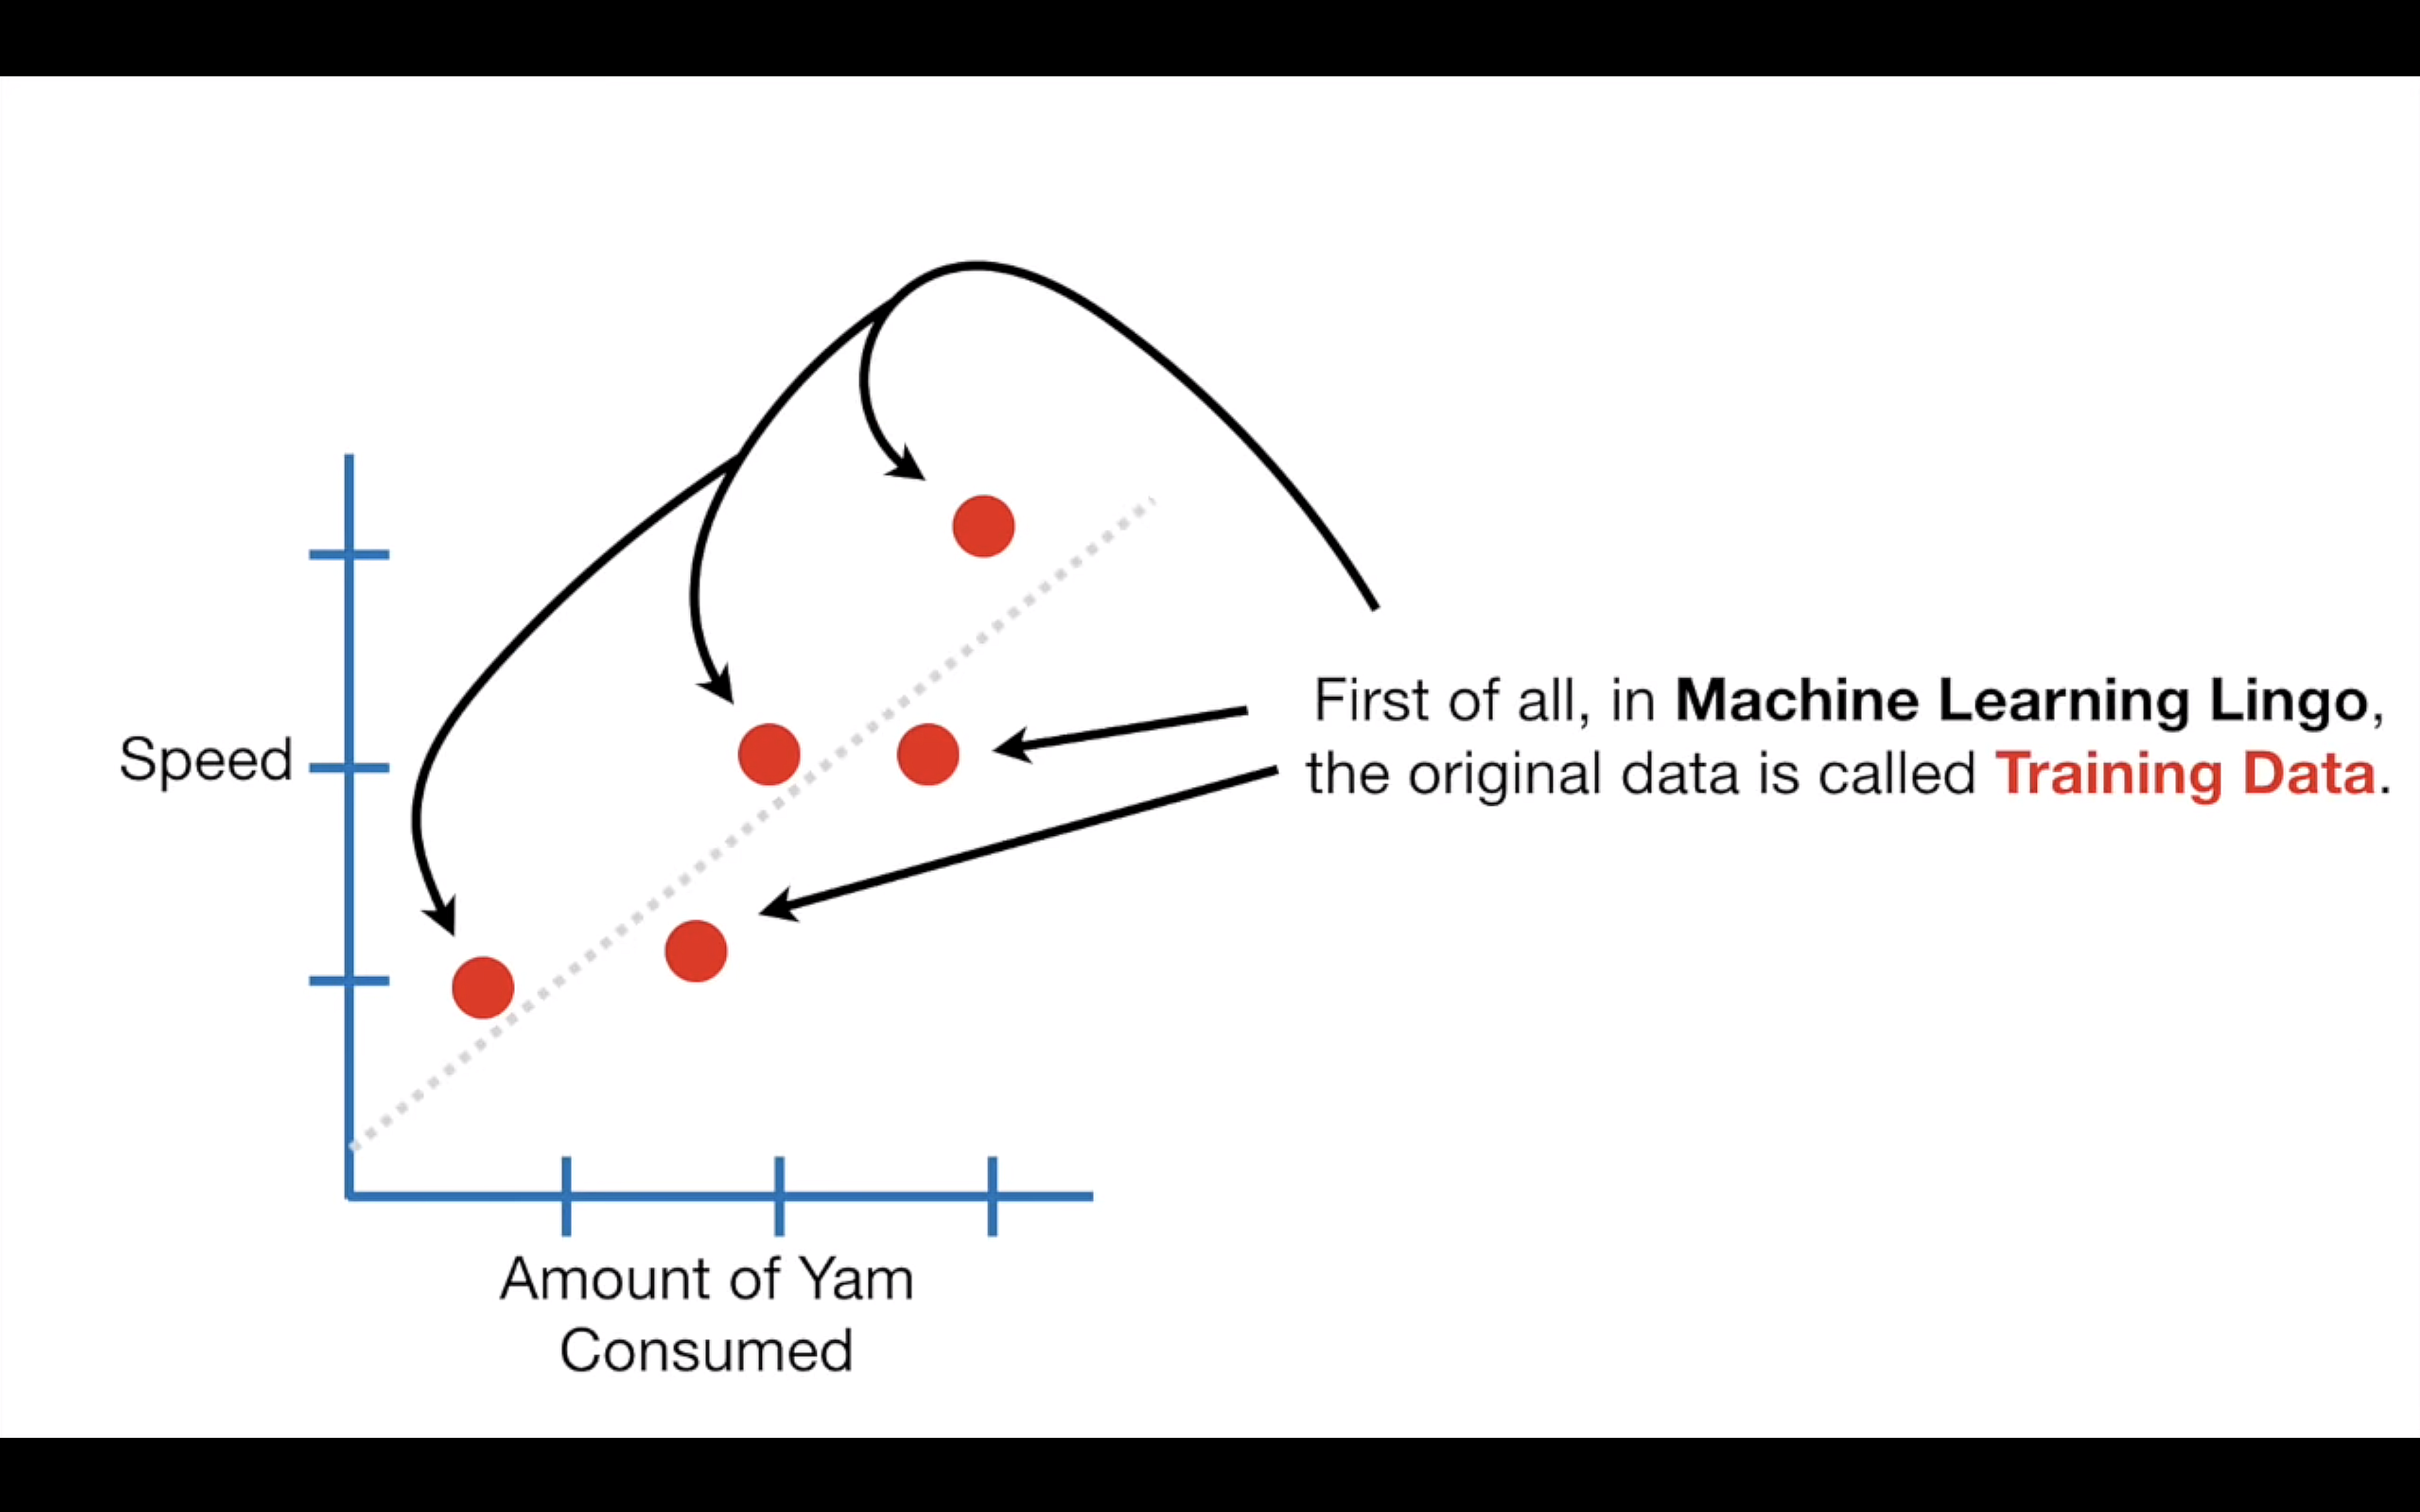 Speed
First of all, in Machine Learning Lingo,
the original data is called Training Data.
Amount of Yam
Consumed